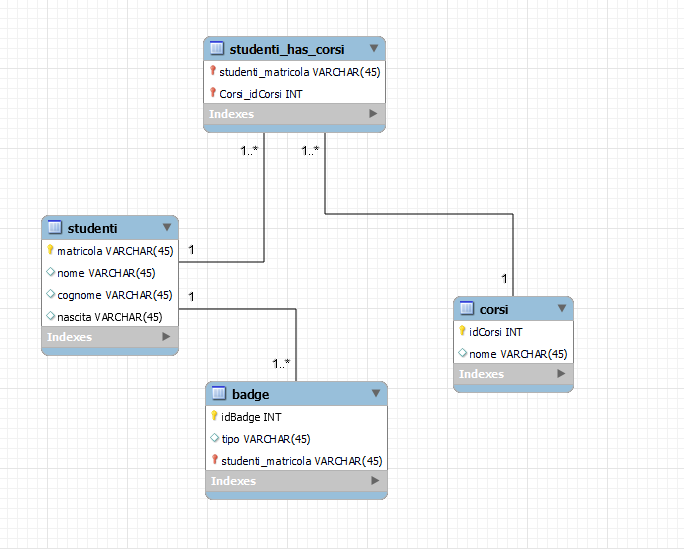 studenti_has_corsi
studenti_matricola VARCHAR(45)
Corsi_idCorsi INT
Indexes
1..*
1..*
studenti
matricola VARCHAR(45)
nome VARCHAR(45)
cognome VARCHAR(45)
nascita VARCHAR(45)
Indexes
1
1
1
corsi
idCorsi INT
nome VARCHAR(45)
Indexes
1..*
badge
idBadge INT
tipo VARCHAR(45)
studenti_matricola VARCHAR(45)
Indexes